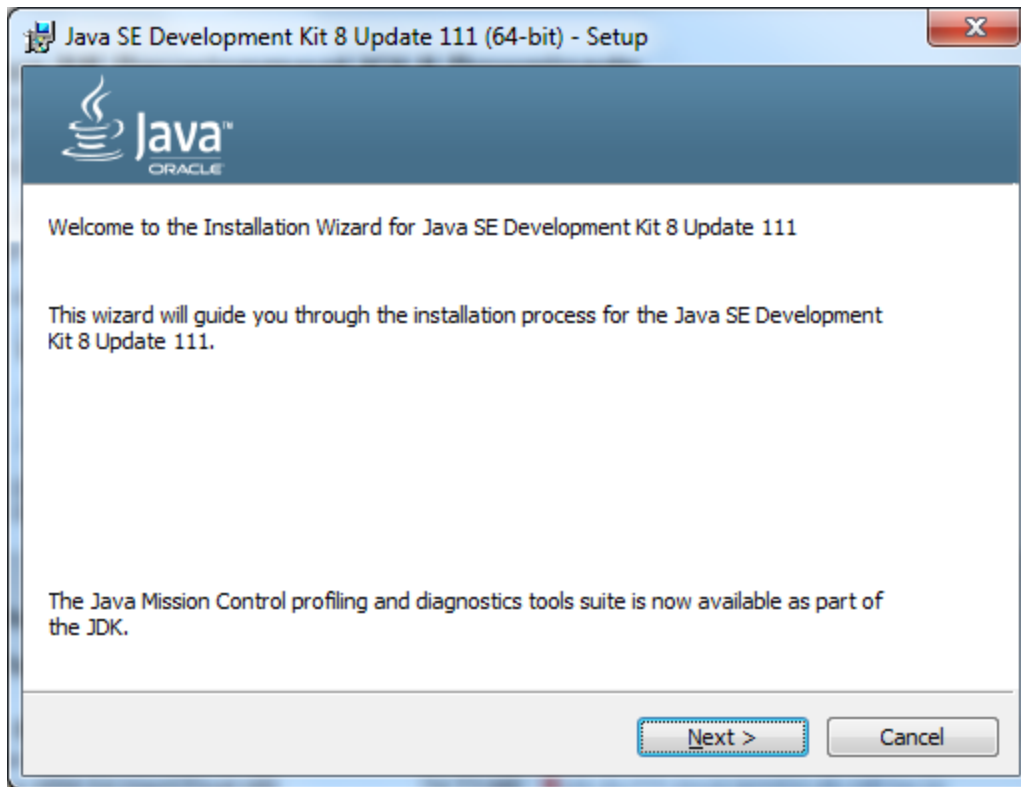 Java SE Development Kit 8 Update 111 (64-bit) - Setup
Java™
ORACLE
Welcome to the Installation Wizard for Java SE Development Kit 8 Update 111
This wizard will guide you through the installation process for the Java SE Development
Kit 8 Update 111.
The Java Mission Control profiling and diagnostics tools suite is now available as part of
the JDK.
Next >
Cancel